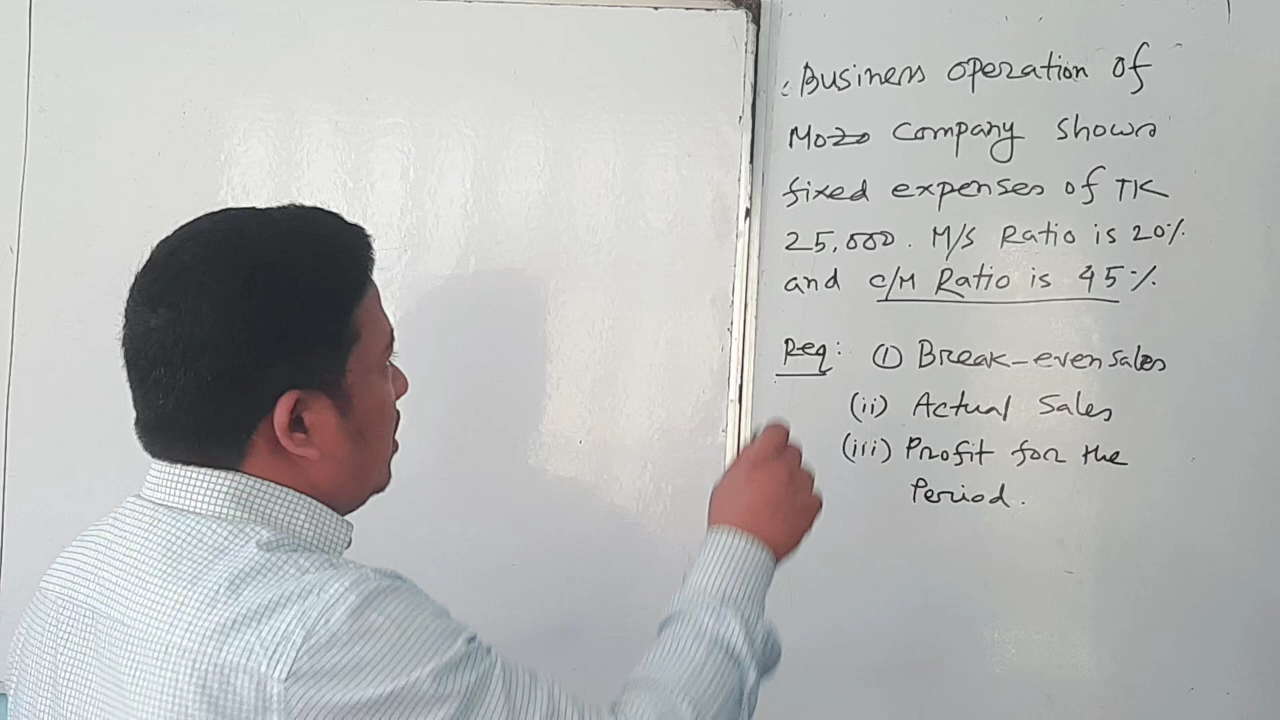 Business operation of
Mozo Company shows
fixed expenses of TK
25,000. M/S Ratio is 20%
and C/M Ratio is 45%.
Req: (i) Break-even sales
(ii) Actual Sales
(iii) Profit for the
Period.